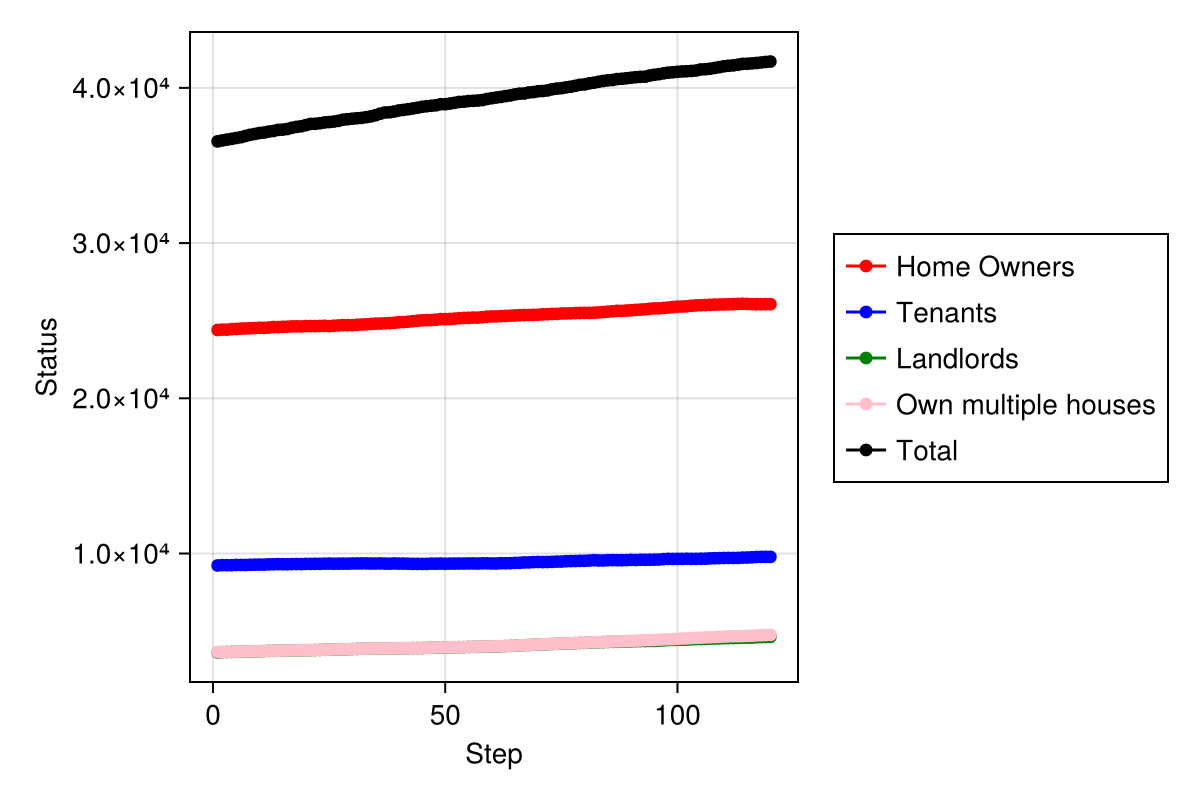 4.0×10⁴
3.0×10⁴
2.0×10⁴
1.0×10⁴
Status
0 50 100
Step
Home Owners
Tenants
Landlords
Own multiple houses
Total